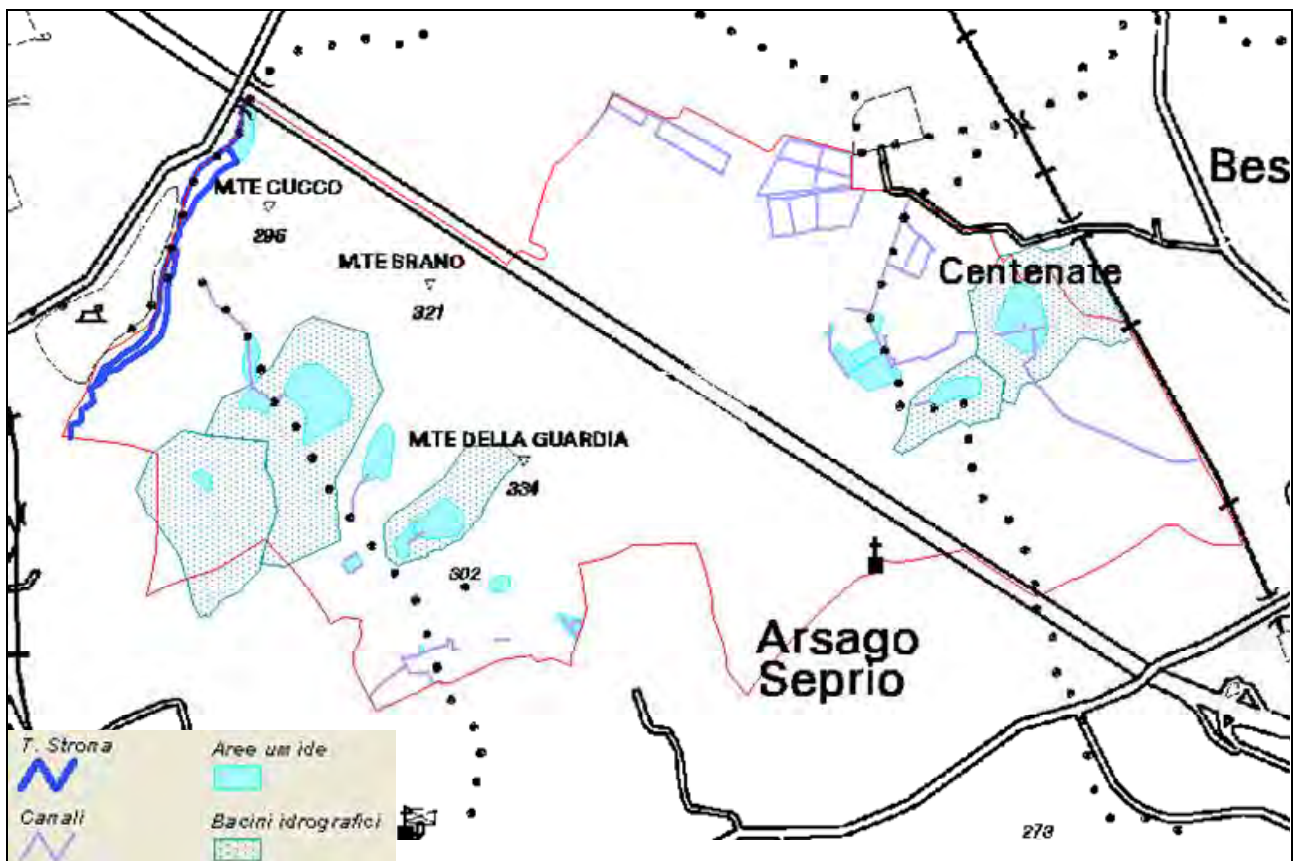 Bes
M.TE CUCCO
296
M.TE BRANO
321
Centenate
M.TE DELLA GUARDIA
334
302
Arsago
Seprio
273
T. Strona
Aree umide
Canali
Bacini idrografici